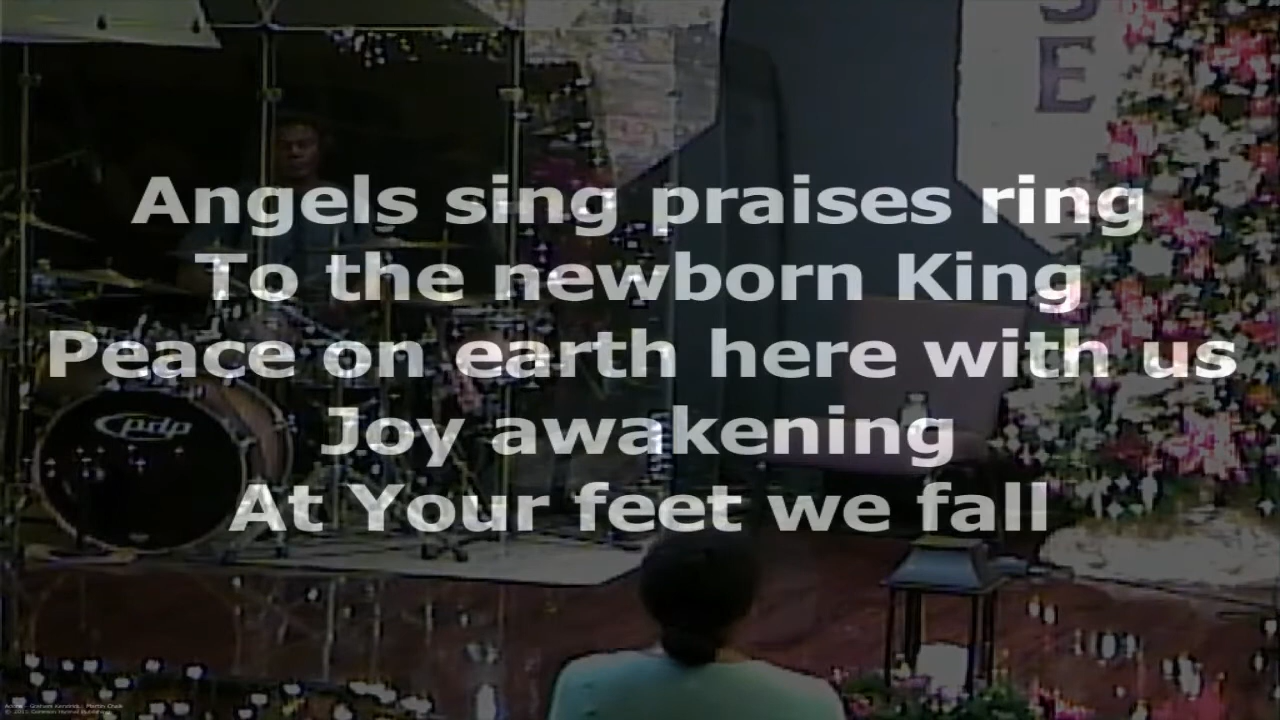 S
E
Angels sing praises ring
To the newborn King
Peace on earth here with us
Joy awakening
At Your feet we fall
pdp